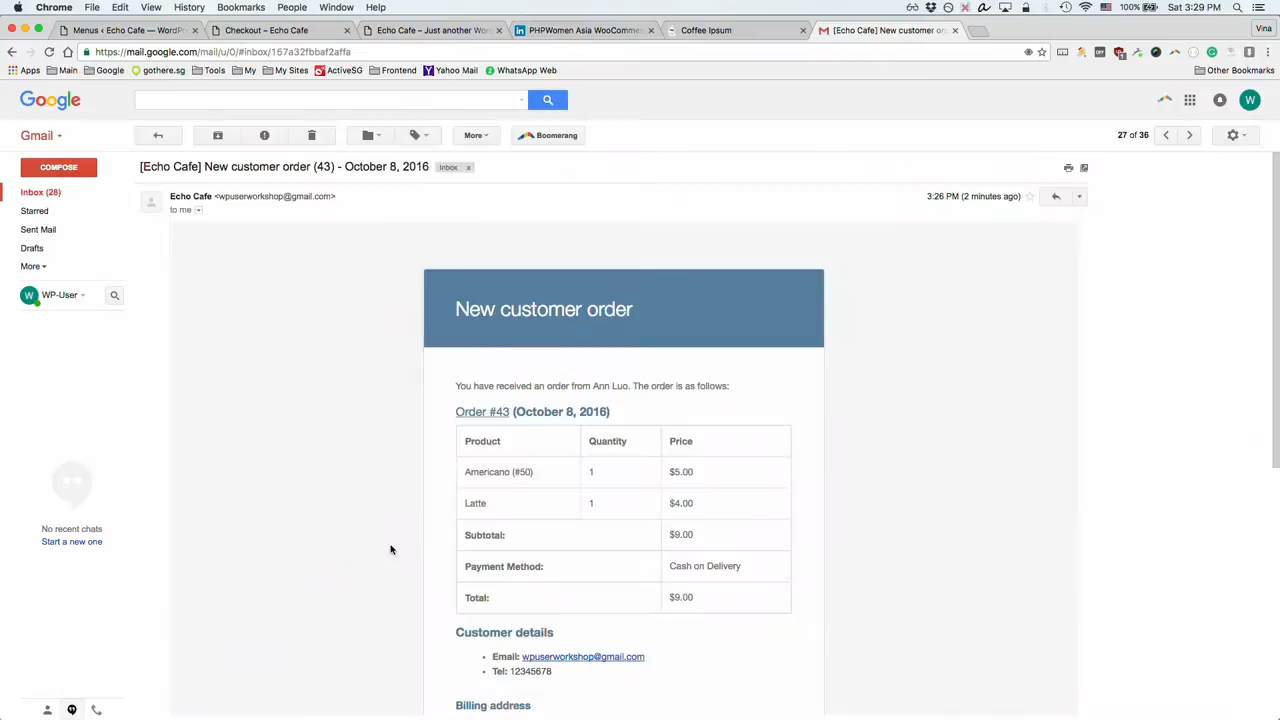 Chrome File Edit View History Bookmarks People Window Help 100% Sat 3:29 PM
Menus ‹ Echo Cafe — WordPr Checkout – Echo Cafe Echo Cafe – Just another Wor PHPWomen Asia WooCommer Coffee Ipsum [Echo Cafe] New customer orc Vina
https://mail.google.com/mail/u/0/#inbox/157a32fbbaf2affa
Apps Main Google gothere.sg Tools My My Sites ActiveSG Frontend Yahoo Mail WhatsApp Web Other Bookmarks
Google W
Gmail More Boomerang 27 of 36
COMPOSE
[Echo Cafe] New customer order (43) - October 8, 2016 Inbox x
Inbox (28)
Starred
Sent Mail
Drafts
More
W WP-User
Echo Cafe <wpuserworkshop@gmail.com> 3:26 PM (2 minutes ago)
to me
New customer order
You have received an order from Ann Luo. The order is as follows:
Order #43 (October 8, 2016)
Product Quantity Price
Americano (#50) 1 $5.00
Latte 1 $4.00
Subtotal: $9.00
Payment Method: Cash on Delivery
Total: $9.00
No recent chats
Start a new one
Customer details
Email: wpuserworkshop@gmail.com
Tel: 12345678
Billing address